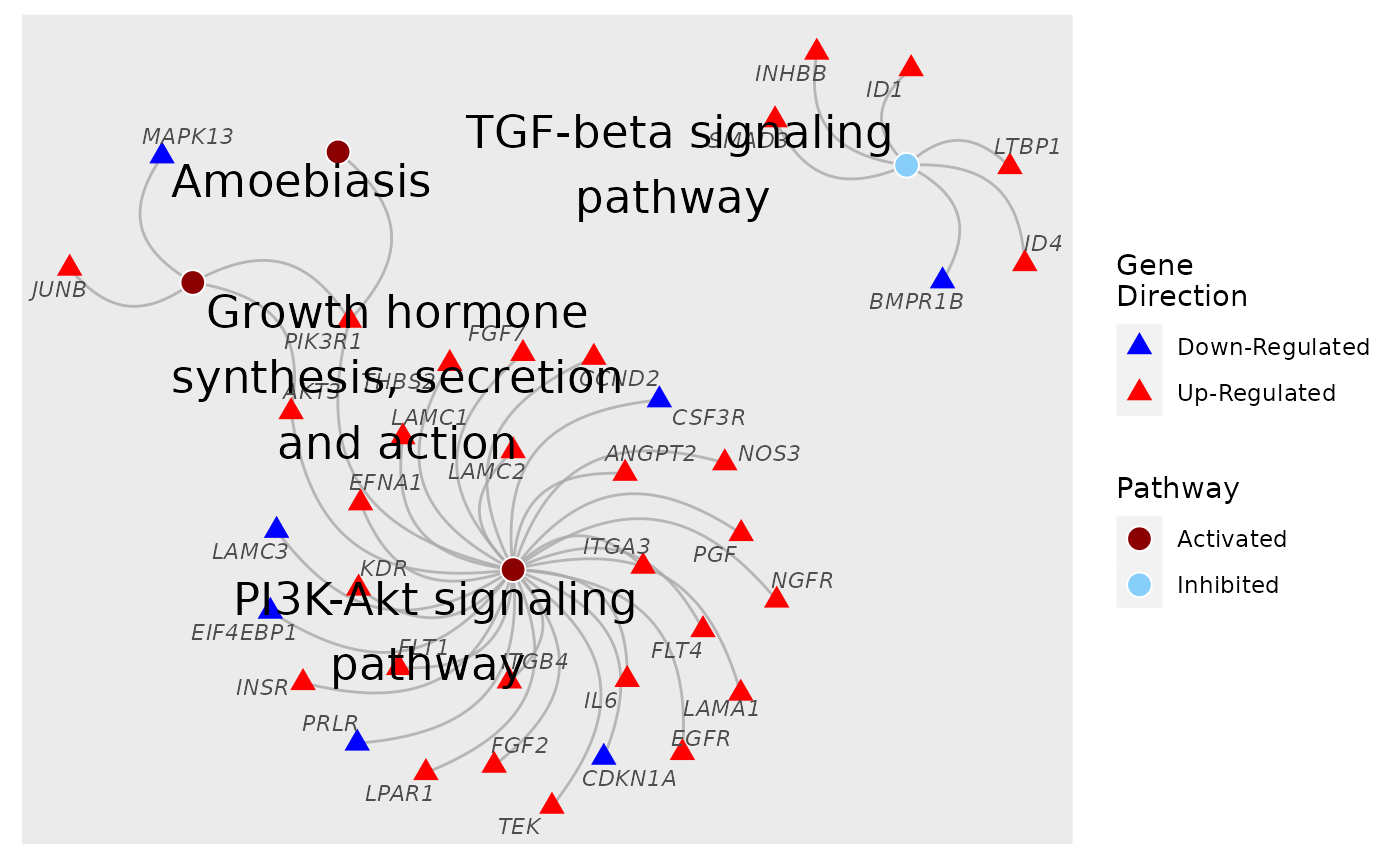 INHBB
ID1
SMAD3
TGF-beta signaling
pathway
LTBP1
ID4
BMPR1B
MAPK13
Amoebiasis
JUNB
Growth hormone
synthesis, secretion
and action
PIK3R1
FGF7
THBS2
CCND2
AKT3
LAMC1
CSF3R
LAMC2
ANGPT2
NOS3
EFNA1
LAMC3
ITGA3
PGF
KDR
NGFR
PI3K-Akt signaling
pathway
EIF4EBP1
FLT1
FLT4
ITGB4
INSR
IL6
LAMA1
PRLR
FGF2
EGFR
CDKN1A
LPAR1
TEK
Gene
Direction
Down-Regulated
Up-Regulated
Pathway
Activated
Inhibited